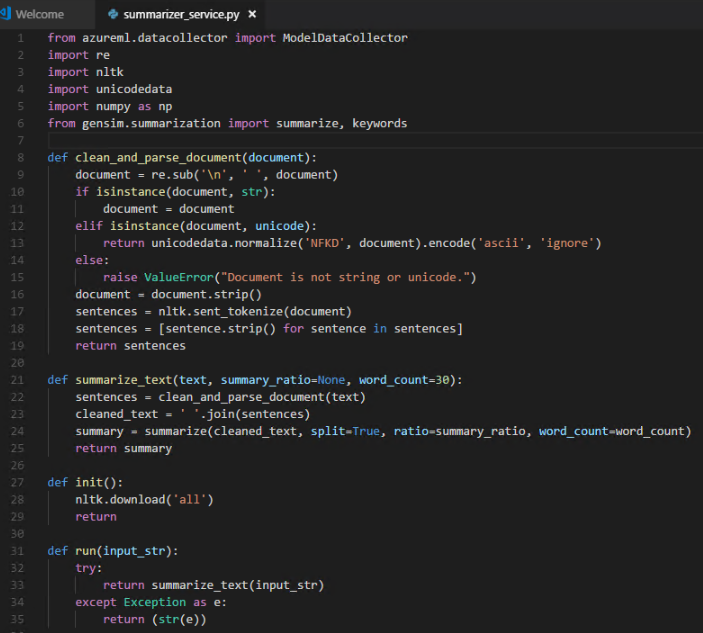 Welcome summarizer_service.py ×
1 from azureml.datacollector import ModelDataCollector
2 import re
3 import nltk
4 import unicodedata
5 import numpy as np
6 from gensim.summarization import summarize, keywords
7
8 def clean_and_parse_document(document):
9     document = re.sub('\n', ' ', document)
10     if isinstance(document, str):
11         document = document
12     elif isinstance(document, unicode):
13         return unicodedata.normalize('NFKD', document).encode('ascii', 'ignore')
14     else:
15         raise ValueError("Document is not string or unicode.")
16     document = document.strip()
17     sentences = nltk.sent_tokenize(document)
18     sentences = [sentence.strip() for sentence in sentences]
19     return sentences
20
21 def summarize_text(text, summary_ratio=None, word_count=30):
22     sentences = clean_and_parse_document(text)
23     cleaned_text = ' '.join(sentences)
24     summary = summarize(cleaned_text, split=True, ratio=summary_ratio, word_count=word_count)
25     return summary
26
27 def init():
28     nltk.download('all')
29     return
30
31 def run(input_str):
32     try:
33         return summarize_text(input_str)
34     except Exception as e:
35         return (str(e))